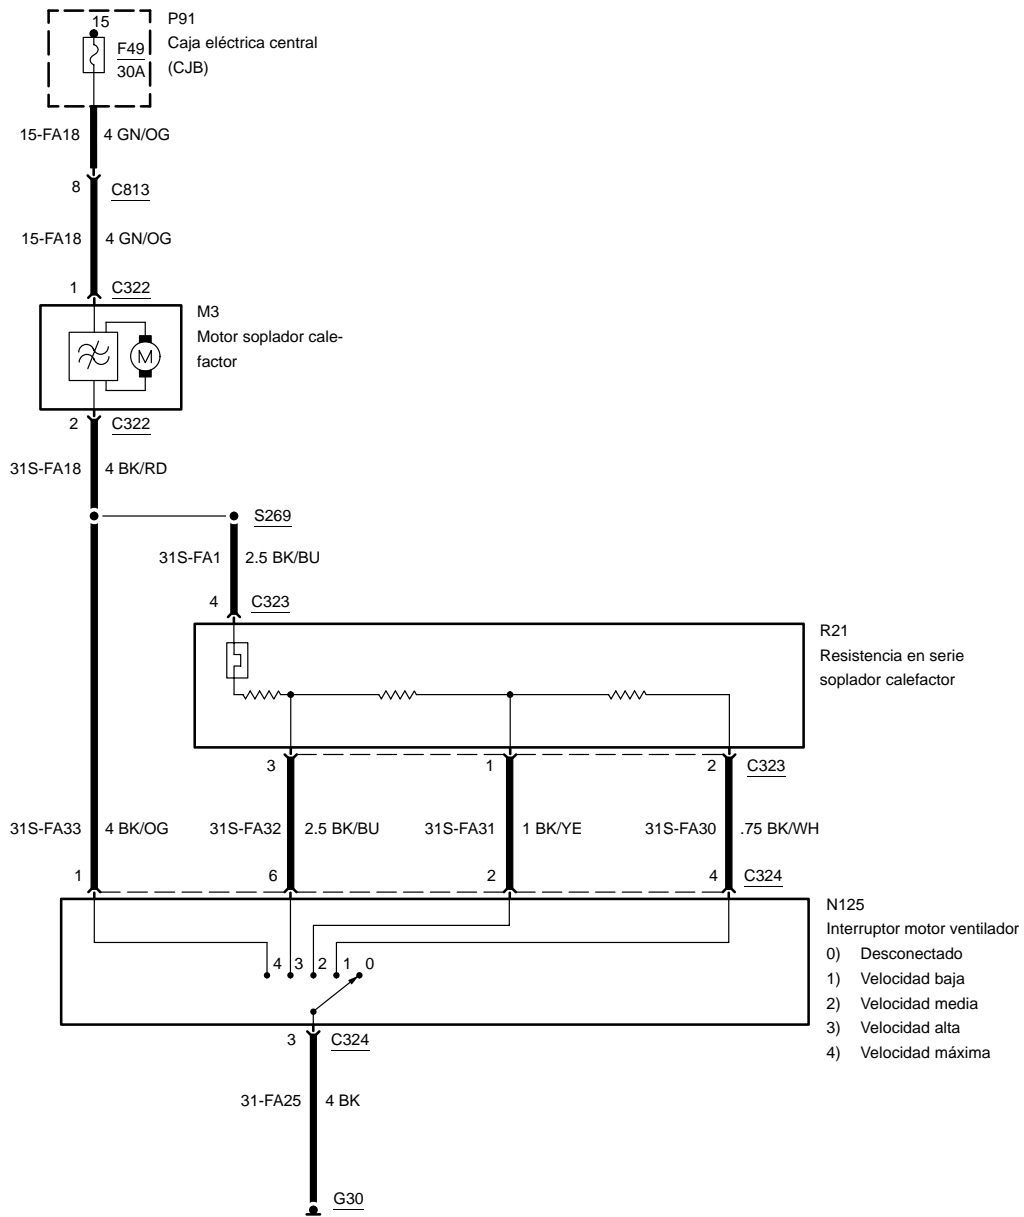 15
P91
Caja eléctrica central
(CJB)
F49
30A
15-FA18 4 GN/OG
8 C813
15-FA18 4 GN/OG
1 C322
M3
Motor soplador cale-
factor
M
2 C322
31S-FA18 4 BK/RD
S269
31S-FA1 2.5 BK/BU
4 C323
R21
Resistencia en serie
soplador calefactor
3 1 2 C323
31S-FA33 4 BK/OG 31S-FA32 2.5 BK/BU 31S-FA31 1 BK/YE 31S-FA30 .75 BK/WH
1 6 2 4 C324
N125
Interruptor motor ventilador
0) Desconectado
1) Velocidad baja
2) Velocidad media
3) Velocidad alta
4) Velocidad máxima
4 3 2 1 0
3 C324
31-FA25 4 BK
G30